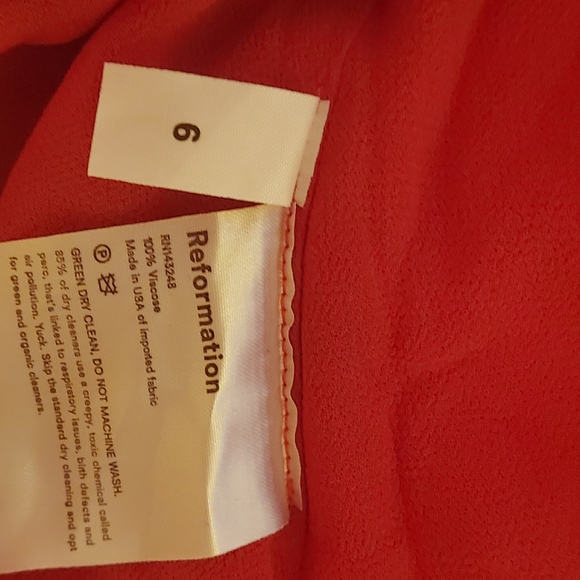 6
Reformation
RN143248
100% Viscose
Made in USA of imported fabric
P
GREEN DRY CLEAN, DO NOT MACHINE WASH.
85% of dry cleaners use a creepy, toxic chemical called
perc, that's linked to respiratory issues, birth defects and
air pollution. Yuck. Skip the standard dry cleaning and opt
for green and organic cleaners.